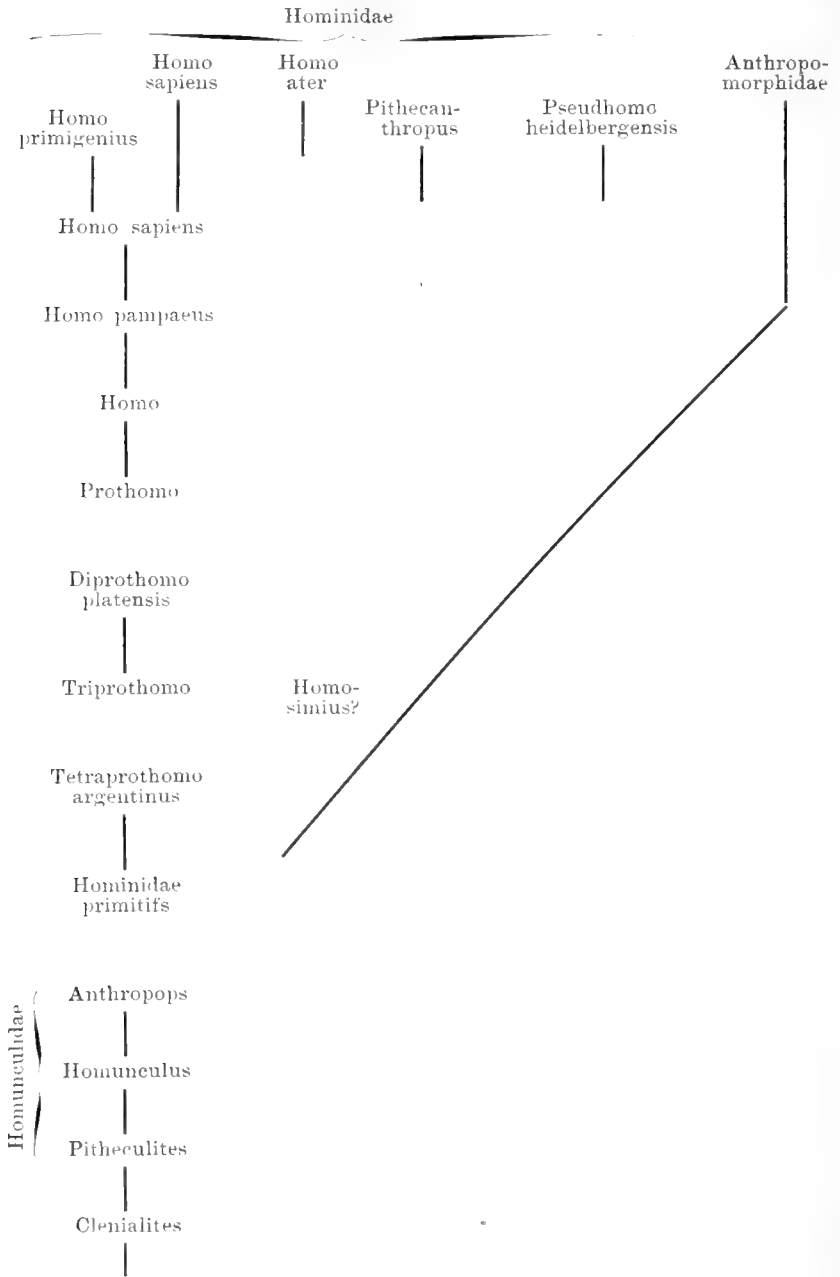 Hominidae
Homo
sapiens
Homo
ater
Anthropo-
morphidae
Homo
primigenius
Pithecan-
thropus
Pseudhomo
heidelbergensis
Homo sapiens
Homo pampaeus
Homo
Prothomo
Diprothomo
platensis
Triprothomo
Homo-
simius?
Tetraprothomo
argentinus
Hominidae
primitifs
Homunculidae
Anthropops
Homunculus
Pitheculites
Clenialites